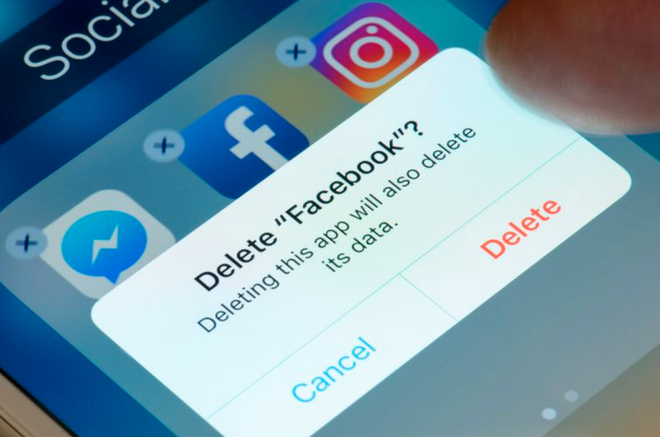 Social
Delete “Facebook”?
Deleting this app will also delete
its data.
Cancel
Delete